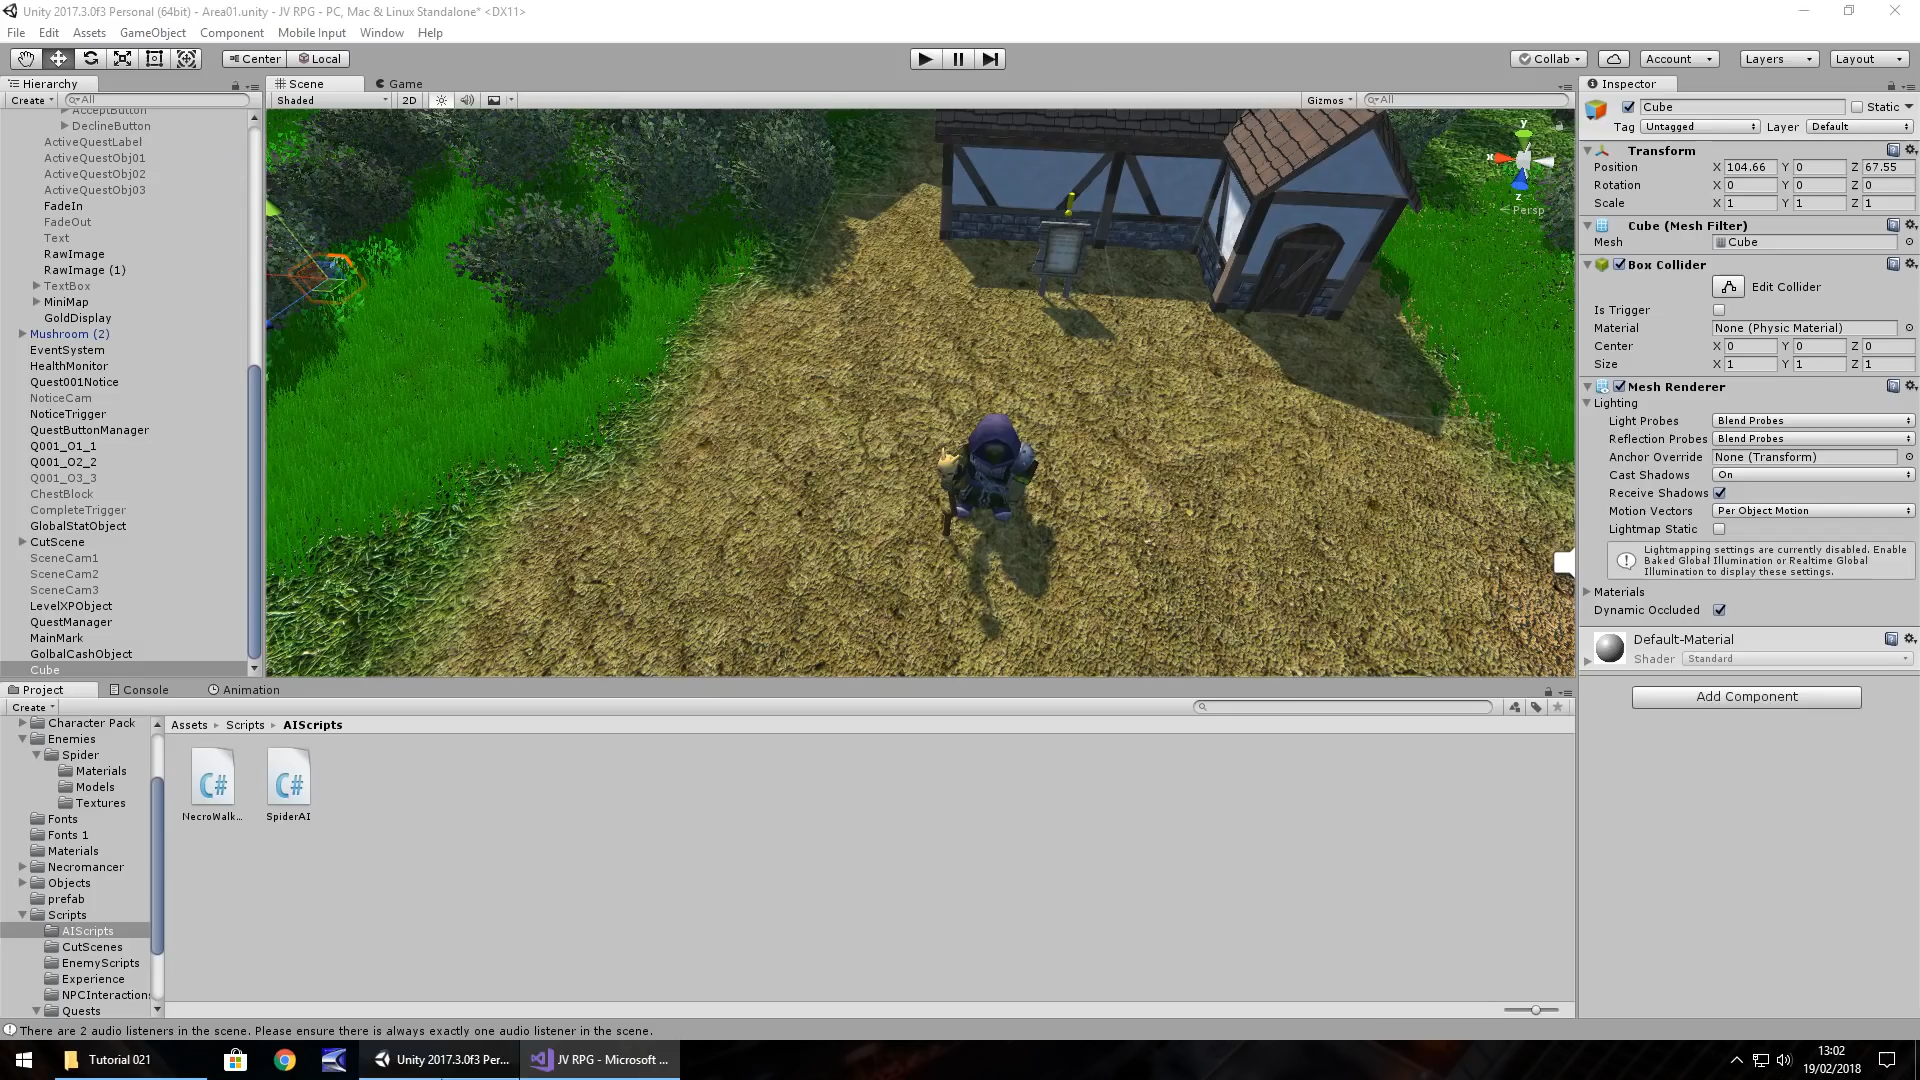 Unity 2017.3.0f3 Personal (64bit) - Area01.unity - JV RPG - PC, Mac & Linux Standalone* <DX11>
File Edit Assets GameObject Component Mobile Input Window Help
Center Local Collab Account Layers Layout
Hierarchy
Create All
AcceptButton
DeclineButton
ActiveQuestLabel
ActiveQuestObj01
ActiveQuestObj02
ActiveQuestObj03
FadeIn
FadeOut
Text
RawImage
RawImage (1)
TextBox
MiniMap
GoldDisplay
Mushroom (2)
EventSystem
HealthMonitor
Quest001Notice
NoticeCam
NoticeTrigger
QuestButtonManager
Q001_O1_1
Q001_O2_2
Q001_O3_3
ChestBlock
CompleteTrigger
GlobalStatObject
CutScene
SceneCam1
SceneCam2
SceneCam3
LevelXPObject
QuestManager
MainMark
GolbalCashObject
Cube
Scene Game
Shaded 2D Gizmos All
y
x
z
Persp
Inspector
Cube Static
Tag Untagged Layer Default
Transform
Position X 104.66 Y 0 Z 67.55
Rotation X 0 Y 0 Z 0
Scale X 1 Y 1 Z 1
Cube (Mesh Filter)
Mesh Cube
Box Collider
Edit Collider
Is Trigger
Material None (Physic Material)
Center X 0 Y 0 Z 0
Size X 1 Y 1 Z 1
Mesh Renderer
Lighting
Light Probes Blend Probes
Reflection Probes Blend Probes
Anchor Override None (Transform)
Cast Shadows On
Receive Shadows
Motion Vectors Per Object Motion
Lightmap Static
Lightmapping settings are currently disabled. Enable
Baked Global Illumination or Realtime Global
Illumination to display these settings.
Materials
Dynamic Occluded
Default-Material
Shader Standard
Add Component
Project Console Animation
Create
Character Pack
Enemies
Spider
Materials
Models
Textures
Fonts
Fonts 1
Materials
Necromancer
Objects
prefab
Scripts
AIScripts
CutScenes
EnemyScripts
Experience
NPCInteractions
Quests
Assets Scripts AIScripts
C# C#
NecroWalk... SpiderAI
There are 2 audio listeners in the scene. Please ensure there is always exactly one audio listener in the scene.
Tutorial 021 Unity 2017.3.0f3 Per... JV RPG - Microsoft ...
13:02
19/02/2018